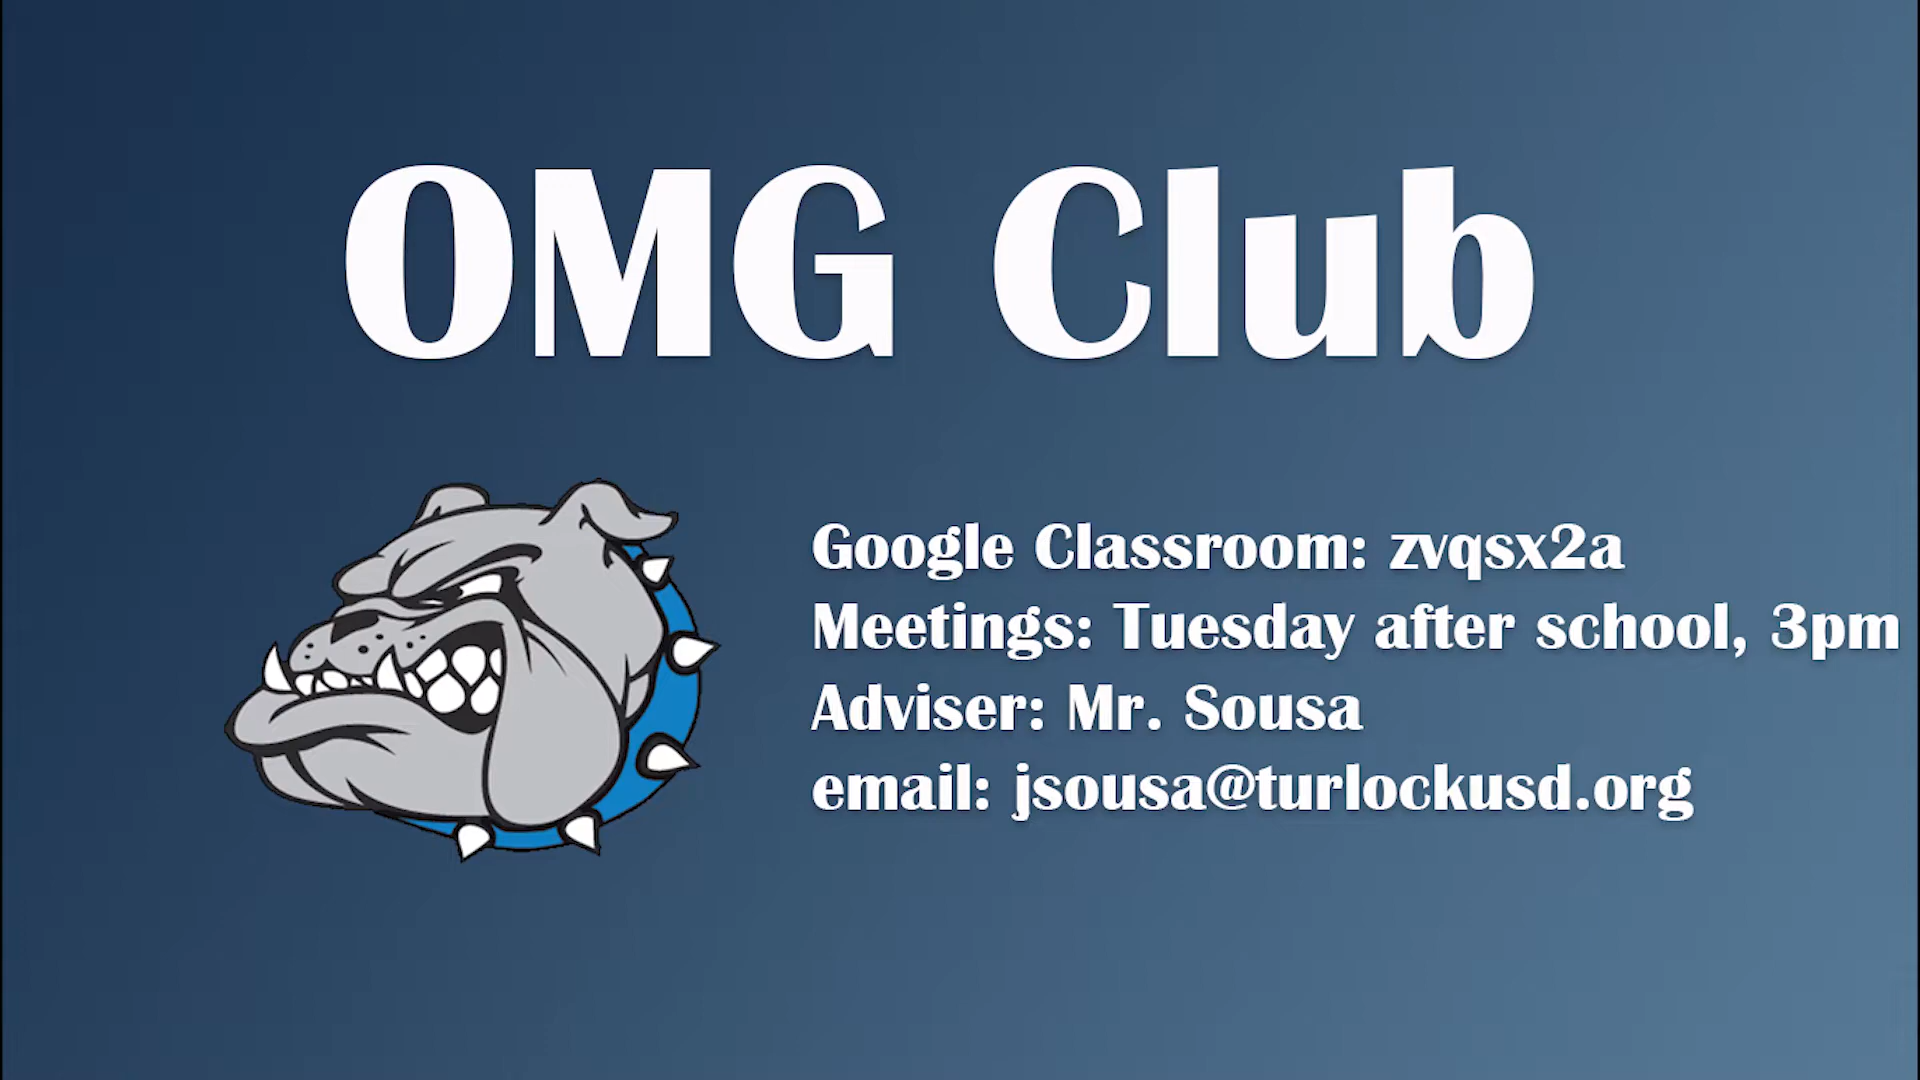 OMG Club
Google Classroom: zvqsx2a
Meetings: Tuesday after school, 3pm
Adviser: Mr. Sousa
email: jsousa@turlockusd.org